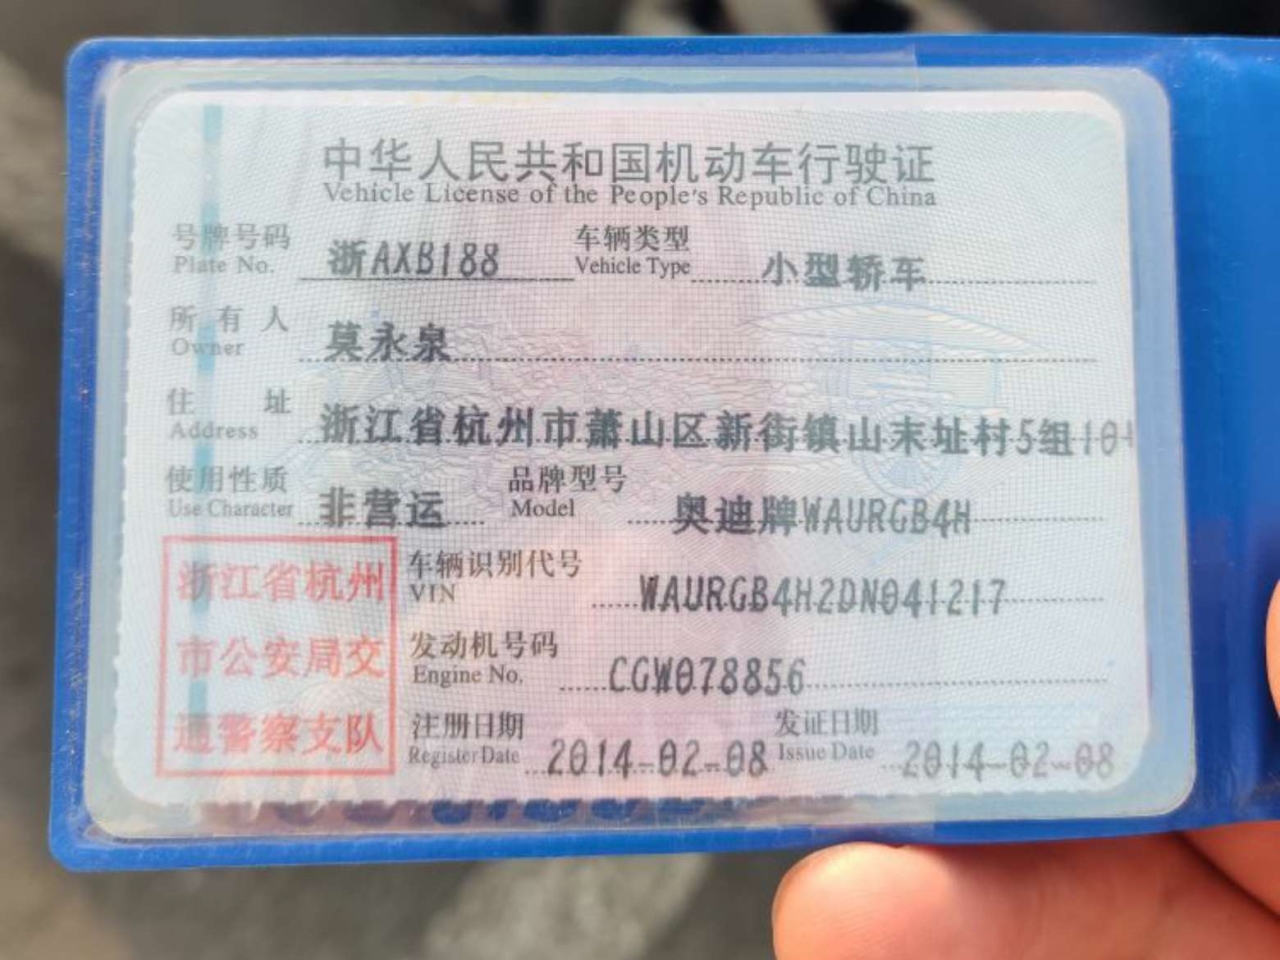 中华人民共和国机动车行驶证
Vehicle License of the People's Republic of China
号牌号码 浙AXB188 车辆类型 小型轿车
Plate No. Vehicle Type
所有人 莫永泉
Owner
住址 浙江省杭州市萧山区新街镇山末址村5组10
Address
使用性质 非营运 品牌型号 奥迪牌WAURGB4H
Use Character Model
浙江省杭州 车辆识别代号 WAURGB4H2DN041217
VIN
市公安局交 发动机号码 CGW078856
Engine No.
通警察支队 注册日期 2014-02-08 发证日期 2014-02-08
Register Date Issue Date